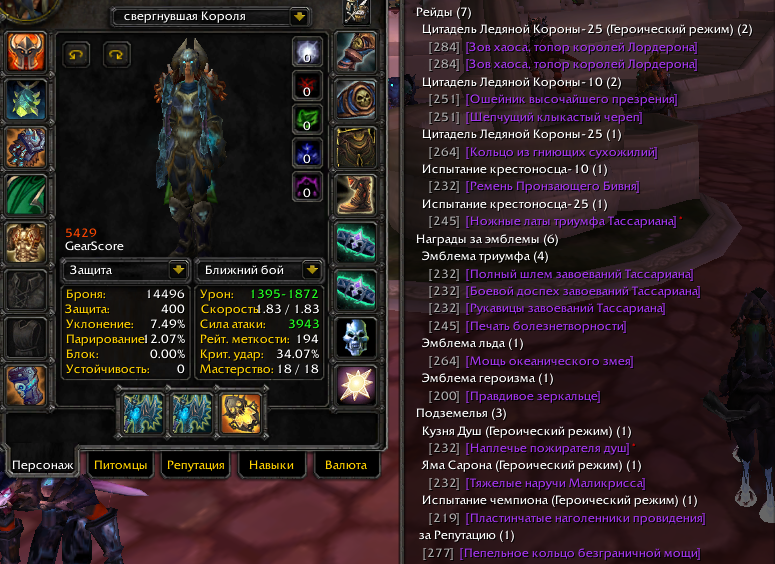 свергнувшая Короля
0
0
0
0
0
5429
GearScore
Защита
Ближний бой
Броня: 14496
Защита: 400
Уклонение: 7.49%
Парирование: 12.07%
Блок: 0.00%
Устойчивость: 0
Урон: 1395-1872
Скорость: 1.83 / 1.83
Сила атаки: 3943
Рейт. меткости: 194
Крит. удар: 34.07%
Мастерство: 18 / 18
Персонаж
Питомцы
Репутация
Навыки
Валюта
Рейды (7)
Цитадель Ледяной Короны-25 (Героический режим) (2)
[284] [Зов хаоса, топор королей Лордерона]
[284] [Зов хаоса, топор королей Лордерона]
Цитадель Ледяной Короны-10 (2)
[251] [Ошейник высочайшего презрения]
[251] [Шепчущий клыкастый череп]
Цитадель Ледяной Короны-25 (1)
[264] [Кольцо из гниющих сухожилий]
Испытание крестоносца-10 (1)
[232] [Ремень Пронзающего Бивня]
Испытание крестоносца-25 (1)
[245] [Ножные латы триумфа Тассариана]*
Награды за эмблемы (6)
Эмблема триумфа (4)
[232] [Полный шлем завоеваний Тассариана]
[232] [Боевой доспех завоеваний Тассариана]
[232] [Рукавицы завоеваний Тассариана]
[245] [Печать болезнетворности]
Эмблема льда (1)
[264] [Мощь океанического змея]
Эмблема героизма (1)
[200] [Правдивое зеркальце]
Подземелья (3)
Кузня Душ (Героический режим) (1)
[232] [Наплечье пожирателя душ]*
Яма Сарона (Героический режим) (1)
[232] [Тяжелые наручи Маликрисса]
Испытание чемпиона (Героический режим) (1)
[219] [Пластинчатые наголенники провидения]
за Репутацию (1)
[277] [Пепельное кольцо безграничной мощи]